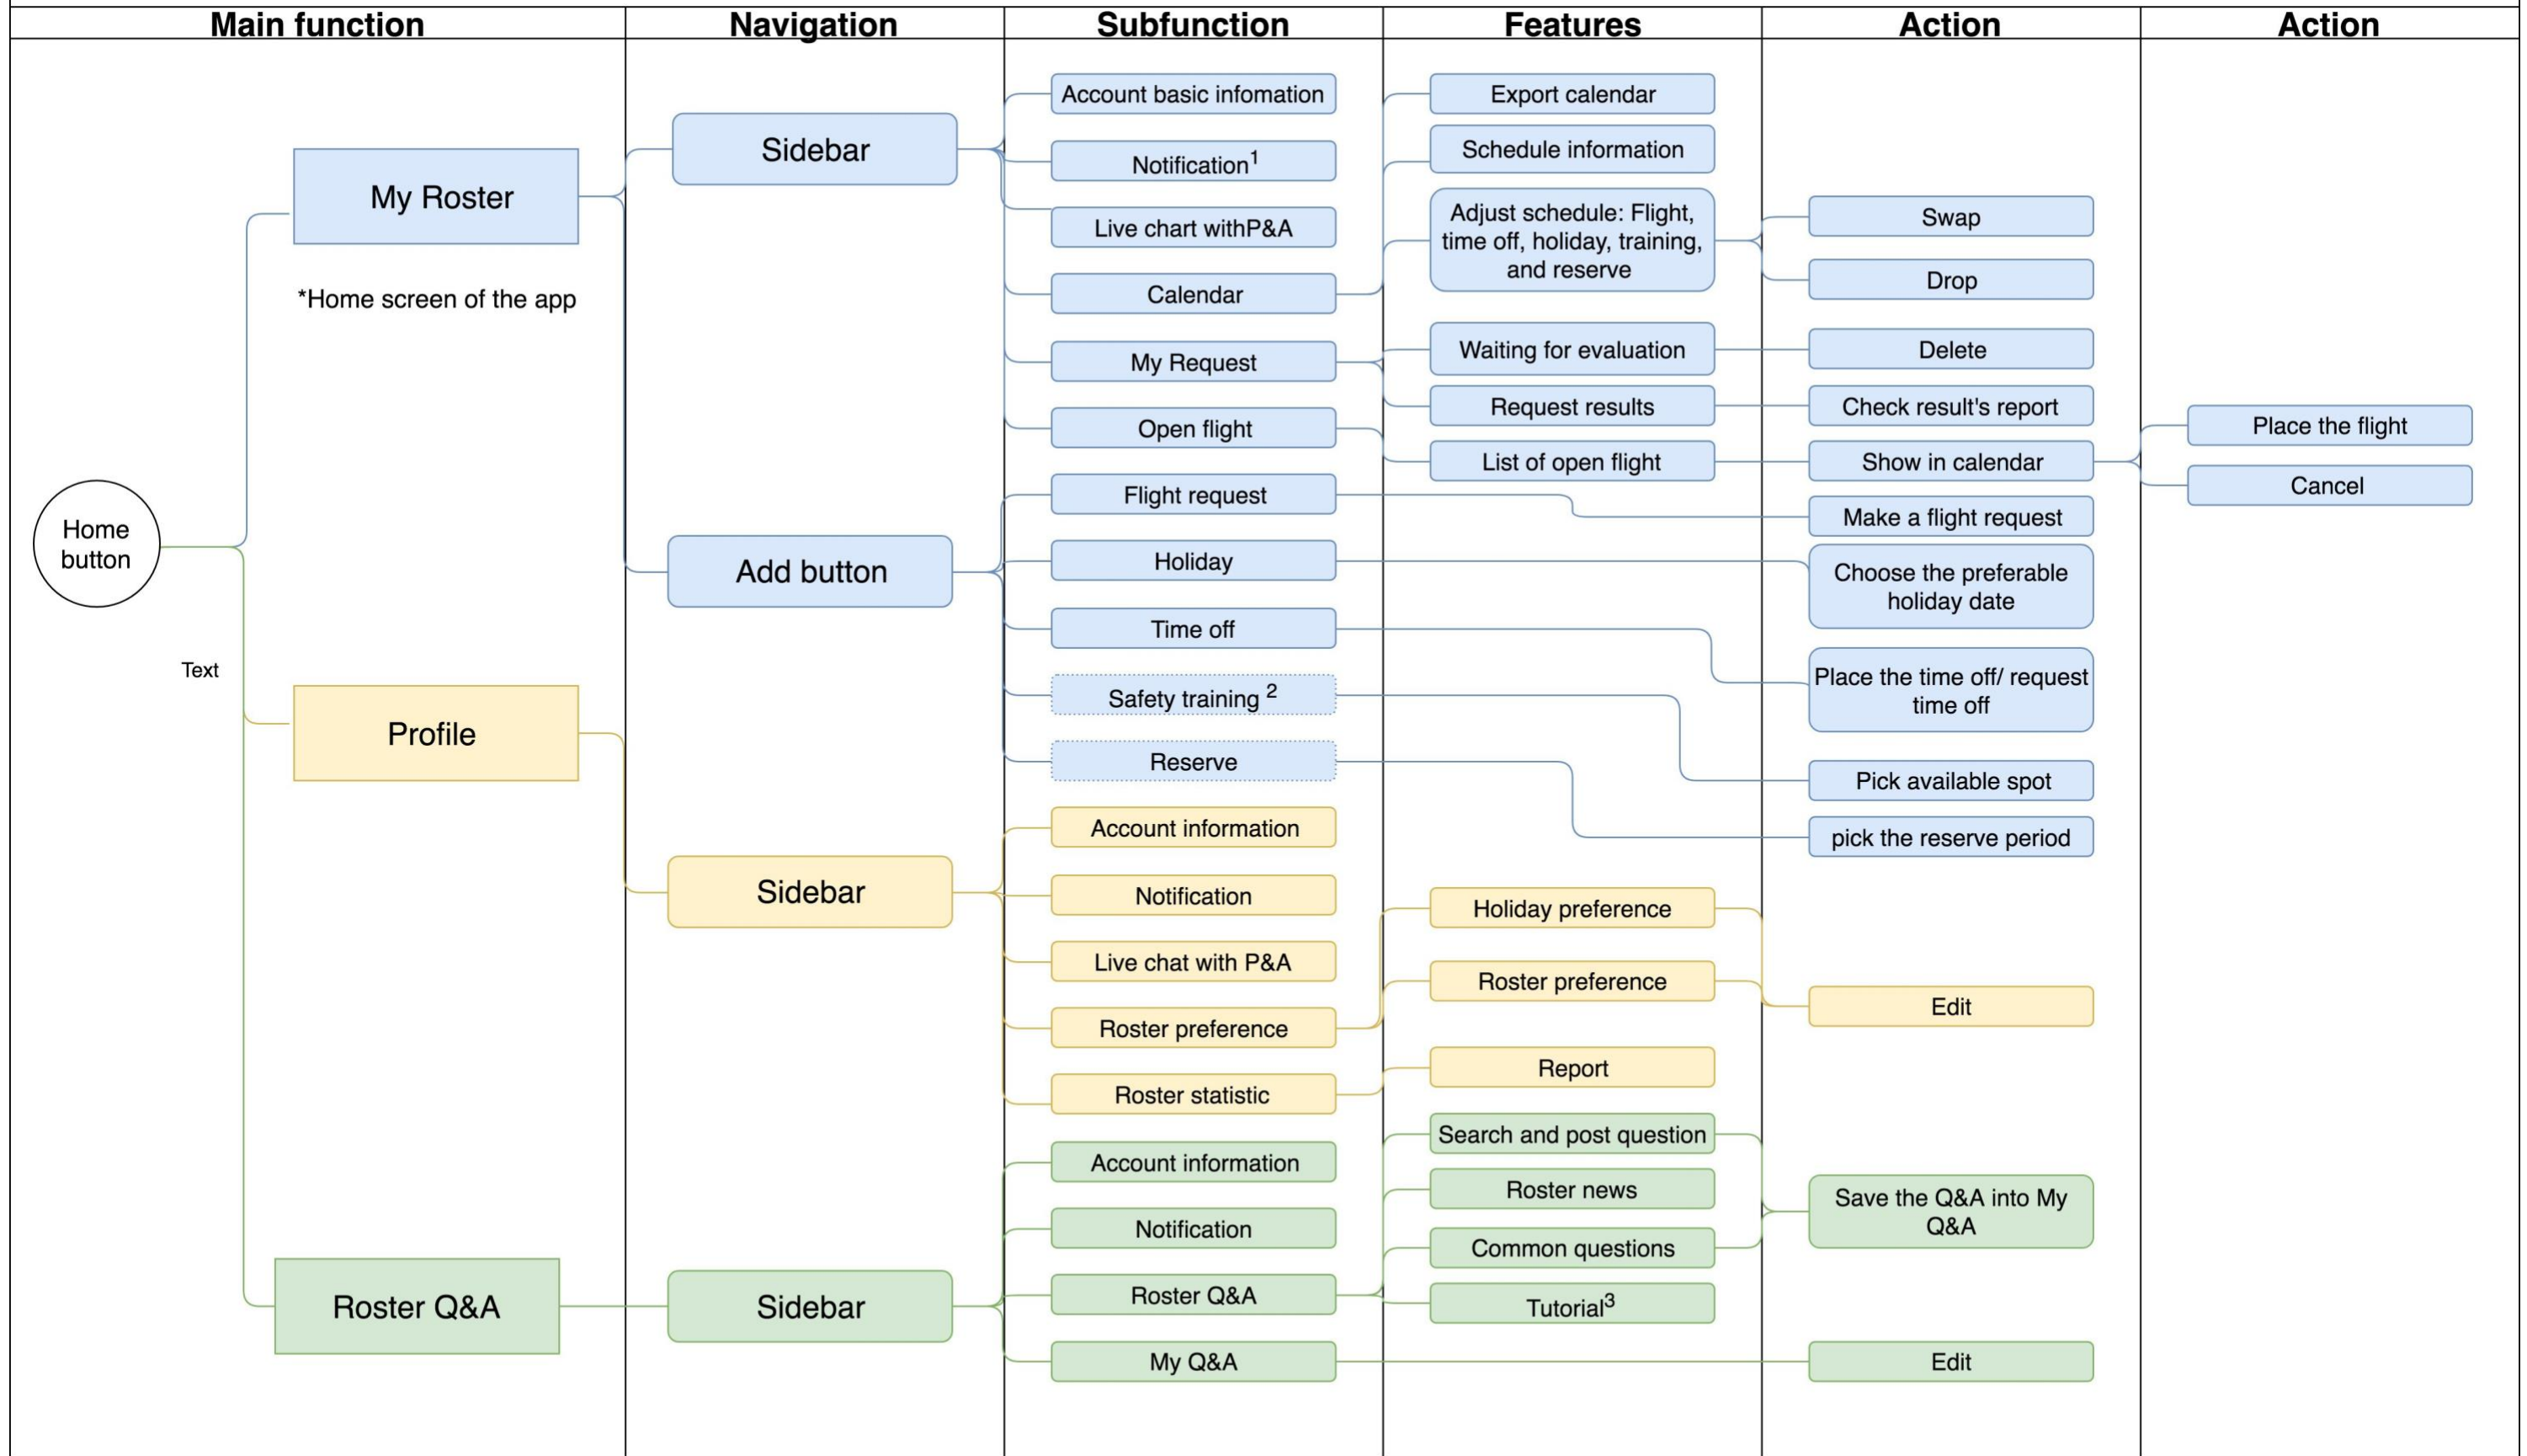 Main function
Navigation
Subfunction
Features
Action
Action
Home
button
Text
My Roster
*Home screen of the app
Profile
Roster Q&A
Sidebar
Add button
Sidebar
Sidebar
Account basic infomation
Notification¹
Live chart withP&A
Calendar
My Request
Open flight
Flight request
Holiday
Time off
Safety training ²
Reserve
Account information
Notification
Live chat with P&A
Roster preference
Roster statistic
Account information
Notification
Roster Q&A
My Q&A
Export calendar
Schedule information
Adjust schedule: Flight,
time off, holiday, training,
and reserve
Waiting for evaluation
Request results
List of open flight
Holiday preference
Roster preference
Report
Search and post question
Roster news
Common questions
Tutorial³
Swap
Drop
Delete
Check result's report
Show in calendar
Make a flight request
Choose the preferable
holiday date
Place the time off/ request
time off
Pick available spot
pick the reserve period
Edit
Save the Q&A into My
Q&A
Edit
Place the flight
Cancel